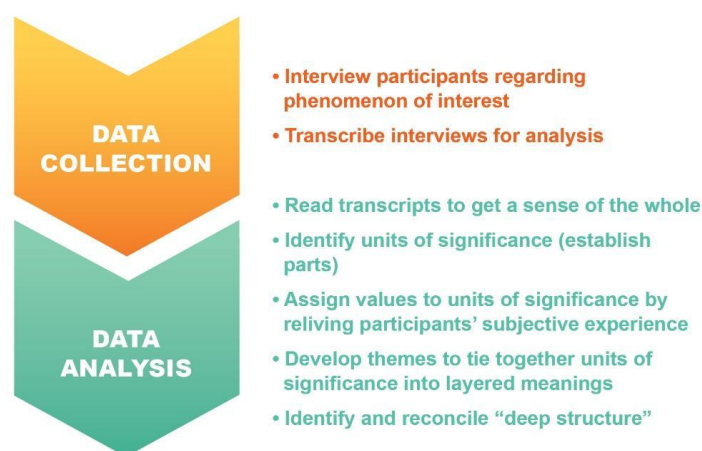 DATA
COLLECTION
• Interview participants regarding
phenomenon of interest
• Transcribe interviews for analysis
DATA
ANALYSIS
• Read transcripts to get a sense of the whole
• Identify units of significance (establish
parts)
• Assign values to units of significance by
reliving participants’ subjective experience
• Develop themes to tie together units of
significance into layered meanings
• Identify and reconcile “deep structure”